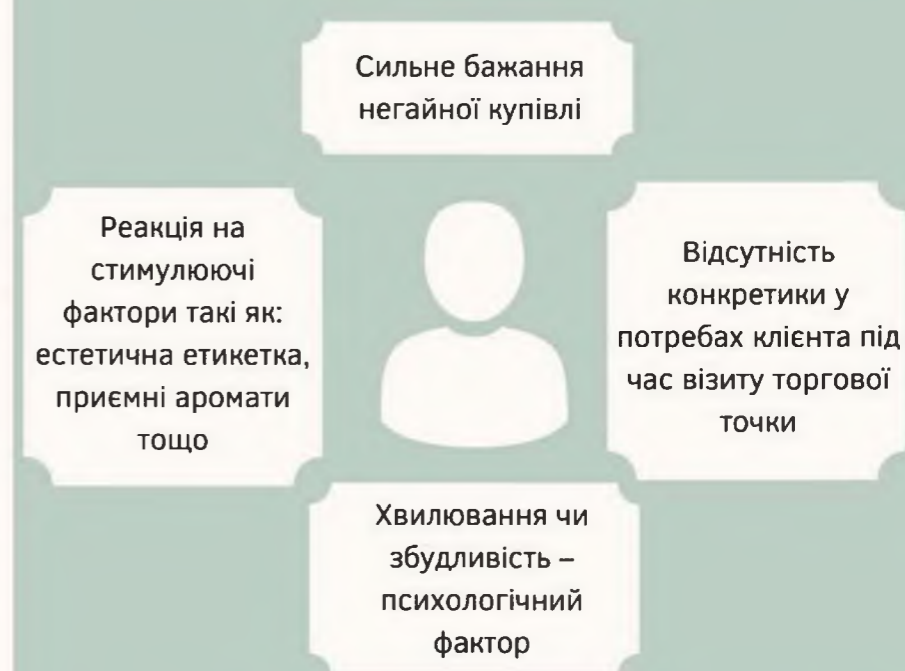 Сильне бажання
негайної купівлі
Реакція на
стимулюючі
фактори такі як:
естетична етикетка,
приємні аромати
тощо
Відсутність
конкретики у
потребах клієнта під
час візиту торгової
точки
Хвилювання чи
збудливість –
психологічний
фактор